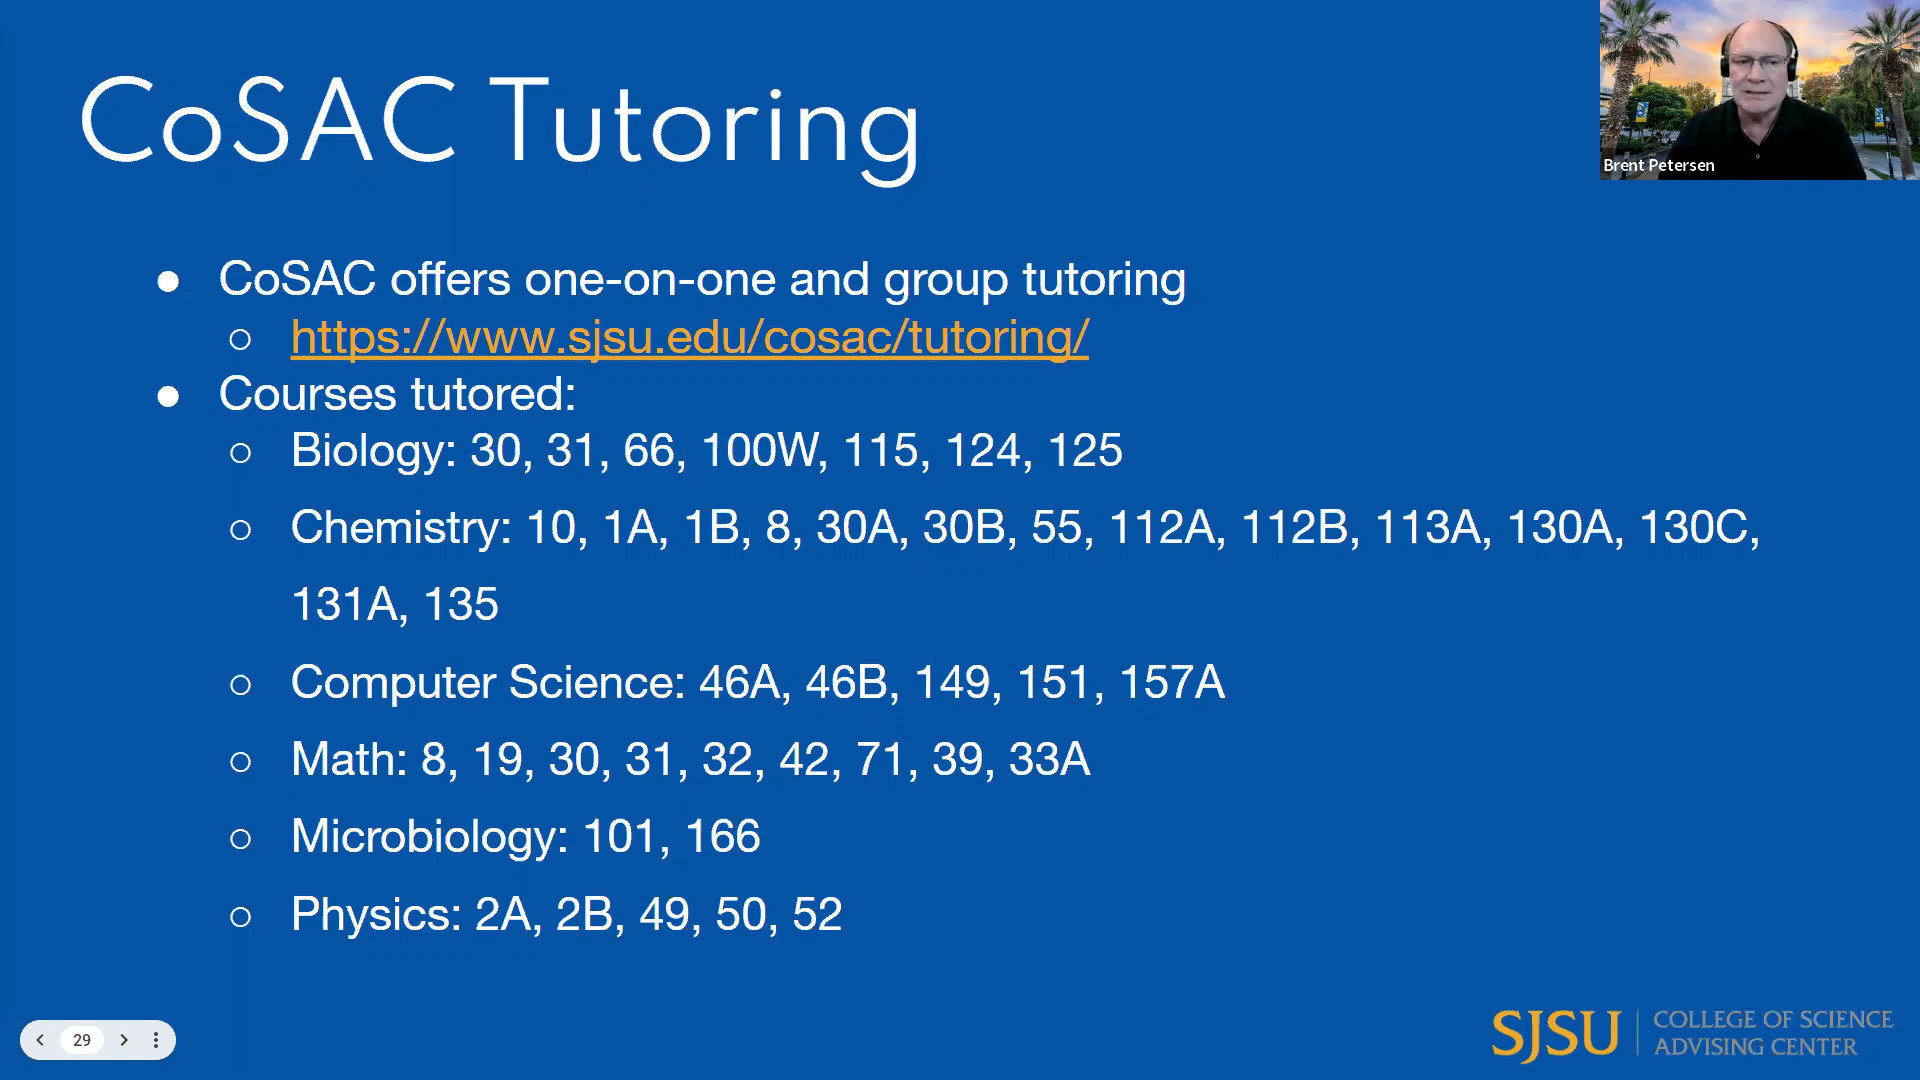 CoSAC Tutoring
Brent Petersen
● CoSAC offers one-on-one and group tutoring
○ https://www.sjsu.edu/cosac/tutoring/
● Courses tutored:
○ Biology: 30, 31, 66, 100W, 115, 124, 125
○ Chemistry: 10, 1A, 1B, 8, 30A, 30B, 55, 112A, 112B, 113A, 130A, 130C,
131A, 135
○ Computer Science: 46A, 46B, 149, 151, 157A
○ Math: 8, 19, 30, 31, 32, 42, 71, 39, 33A
○ Microbiology: 101, 166
○ Physics: 2A, 2B, 49, 50, 52
29
SJSU
COLLEGE OF SCIENCE
ADVISING CENTER